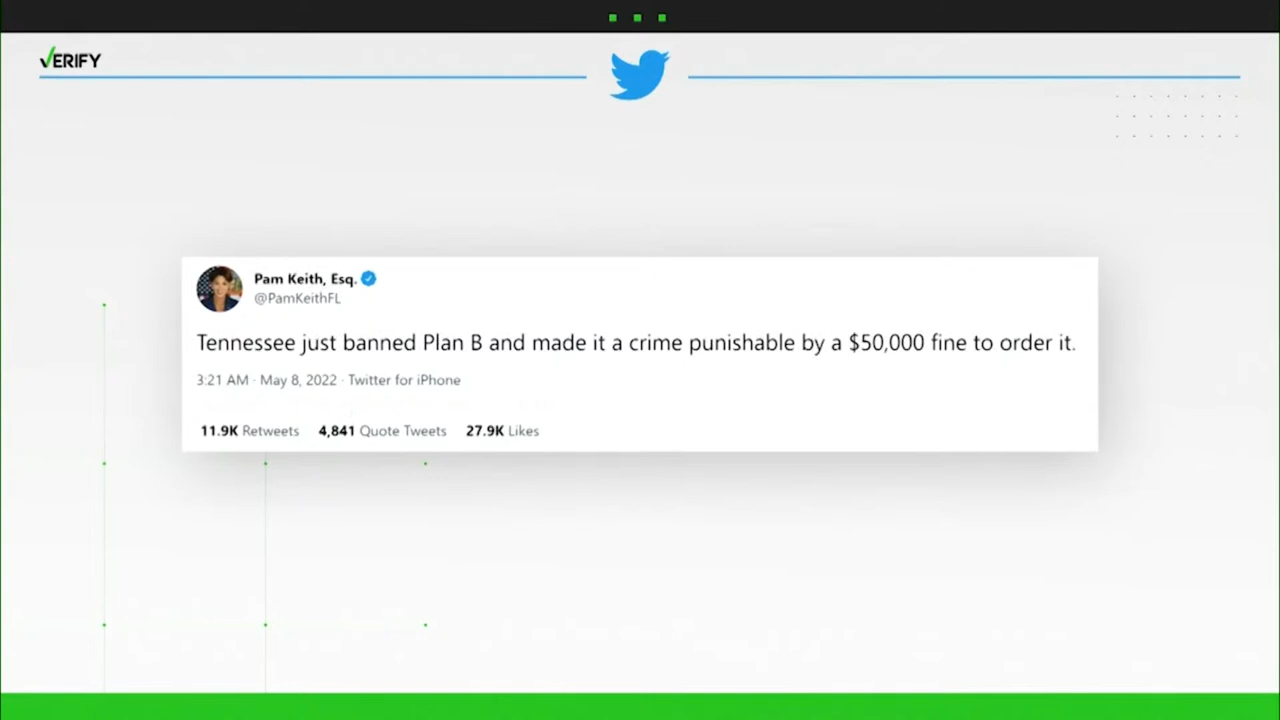 VERIFY
Pam Keith, Esq.
@PamKeithFL
Tennessee just banned Plan B and made it a crime punishable by a $50,000 fine to order it.
3:21 AM · May 8, 2022 · Twitter for iPhone
11.9K Retweets 4,841 Quote Tweets 27.9K Likes